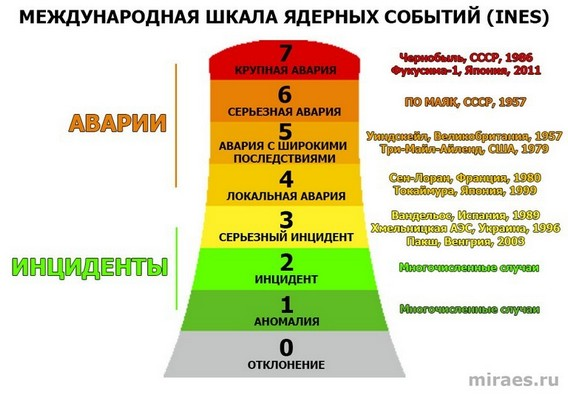 МЕЖДУНАРОДНАЯ ШКАЛА ЯДЕРНЫХ СОБЫТИЙ (INES)
7
КРУПНАЯ АВАРИЯ
Чернобыль, СССР, 1986
Фукусима-1, Япония, 2011
АВАРИИ
6
СЕРЬЕЗНАЯ АВАРИЯ
ПО МАЯК, СССР, 1957
5
АВАРИЯ С ШИРОКИМИ
ПОСЛЕДСТВИЯМИ
Уиндскейл, Великобритания, 1957
Три-Майл-Айленд, США, 1979
4
ЛОКАЛЬНАЯ АВАРИЯ
Сен-Лоран, Франция, 1980
Токаймура, Япония, 1999
3
СЕРЬЕЗНЫЙ ИНЦИДЕНТ
Вандельос, Испания, 1989
Хмельницкая АЭС, Украина, 1996
Пакш, Венгрия, 2003
ИНЦИДЕНТЫ
2
ИНЦИДЕНТ
Многочисленные случаи
1
АНОМАЛИЯ
Многочисленные случаи
0
ОТКЛОНЕНИЕ
miraes.ru